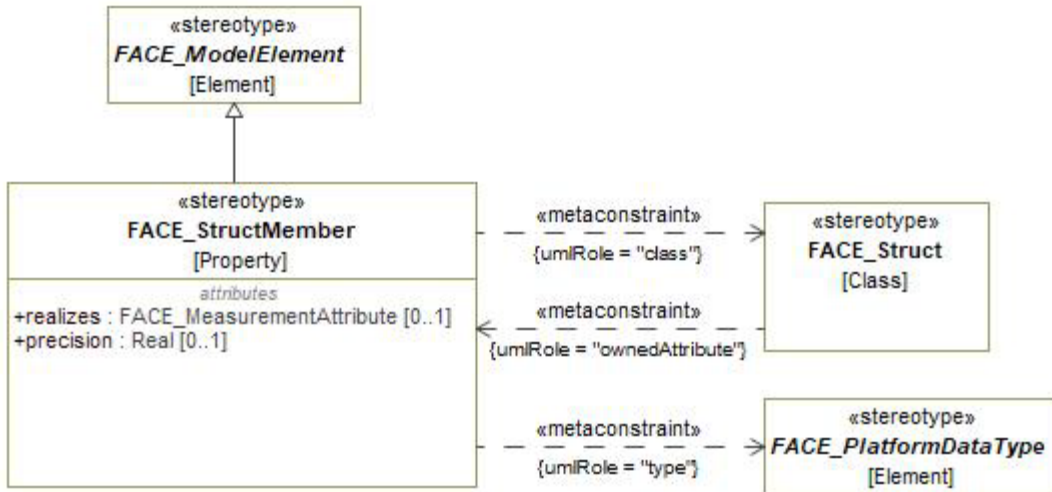 «stereotype»
FACE_ModelElement
[Element]
«stereotype»
FACE_StructMember
[Property]
attributes
+realizes : FACE_MeasurementAttribute [0..1]
+precision : Real [0..1]
«metaconstraint»
{umlRole = "class"}
«stereotype»
FACE_Struct
[Class]
«metaconstraint»
{umlRole = "ownedAttribute"}
«metaconstraint»
{umlRole = "type"}
«stereotype»
FACE_PlatformDataType
[Element]